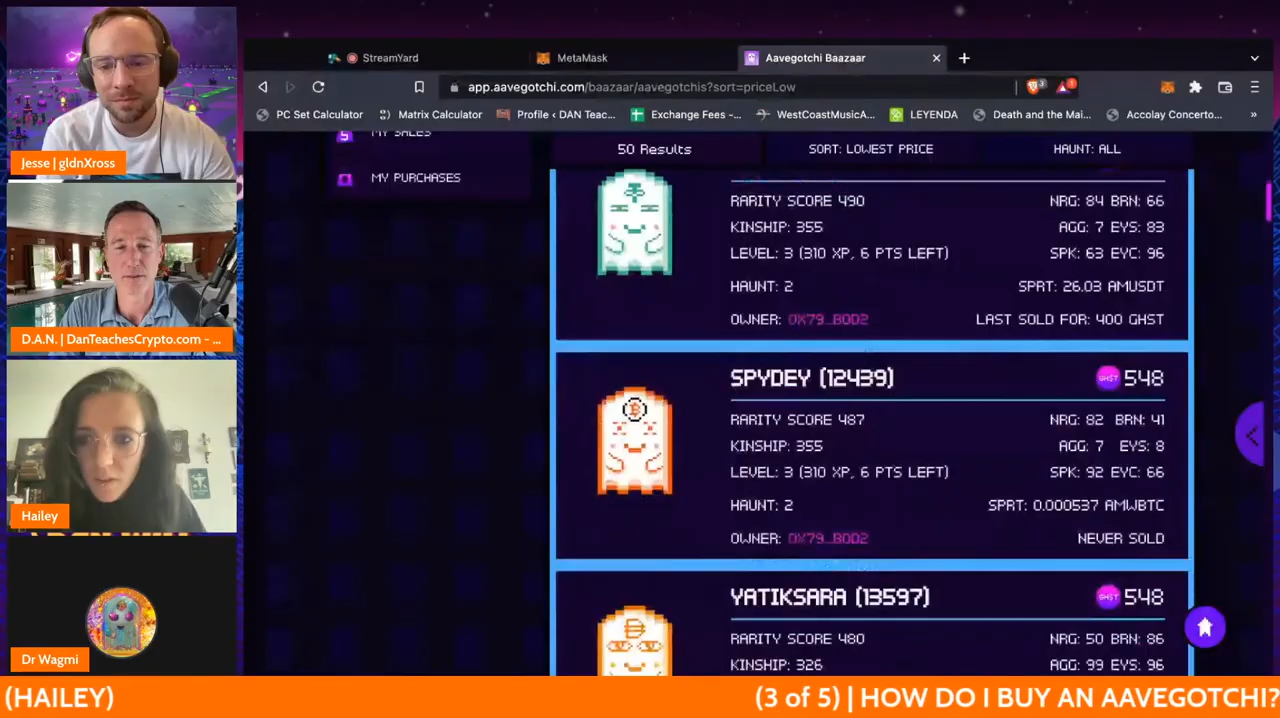 StreamYard
MetaMask
Aavegotchi Baazaar
app.aavegotchi.com/baazaar/aavegotchis?sort=priceLow
3
1
PC Set Calculator
Matrix Calculator
Profile < DAN Teac...
Exchange Fees -...
WestCoastMusicA...
LEYENDA
Death and the Mai...
Accolay Concerto...
»
MY SALES
MY PURCHASES
50 Results
SORT: LOWEST PRICE
HAUNT: ALL
RARITY SCORE 490
NRG: 84 BRN: 66
KINSHIP: 355
AGG: 7 EYS: 83
LEVEL: 3 (310 XP, 6 PTS LEFT)
SPK: 63 EYC: 96
HAUNT: 2
SPRT: 26.03 AMUSDT
OWNER: 0X79_B0D2
LAST SOLD FOR: 400 GHST
SPYDEY (12439)
GHST 548
RARITY SCORE 487
NRG: 82 BRN: 41
KINSHIP: 355
AGG: 7 EYS: 8
LEVEL: 3 (310 XP, 6 PTS LEFT)
SPK: 92 EYC: 66
HAUNT: 2
SPRT: 0.000537 AMWBTC
OWNER: 0X79_B0D2
NEVER SOLD
YATIKSARA (13597)
GHST 548
RARITY SCORE 480
NRG: 50 BRN: 86
KINSHIP: 326
AGG: 99 EYS: 96
Jesse | gldnXross
D.A.N. | DanTeachesCrypto.com - ...
Hailey
Dr Wagmi
(HAILEY)
(3 of 5) | HOW DO I BUY AN AAVEGOTCHI?